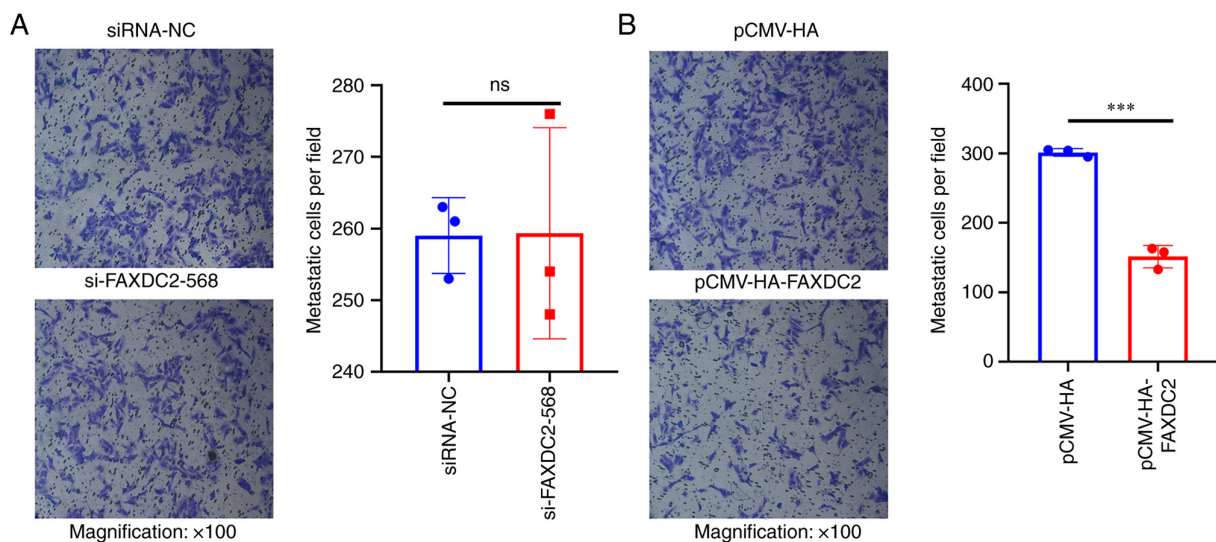 A
siRNA-NC
si-FAXDC2-568
Magnification: ×100
Metastatic cells per field
280
270
260
250
240
ns
siRNA-NC
si-FAXDC2-568
B
pCMV-HA
pCMV-HA-FAXDC2
Magnification: ×100
Metastatic cells per field
400
300
200
100
0
***
pCMV-HA
pCMV-HA-
FAXDC2